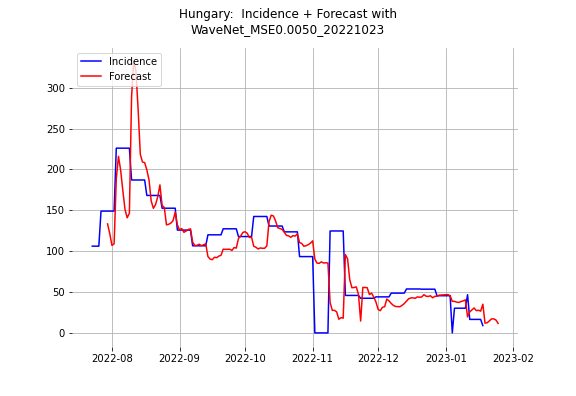 Hungary:  Incidence + Forecast with
WaveNet_MSE0.0050_20221023
Incidence
Forecast
300
250
200
150
100
50
0
2022-08 2022-09 2022-10 2022-11 2022-12 2023-01 2023-02